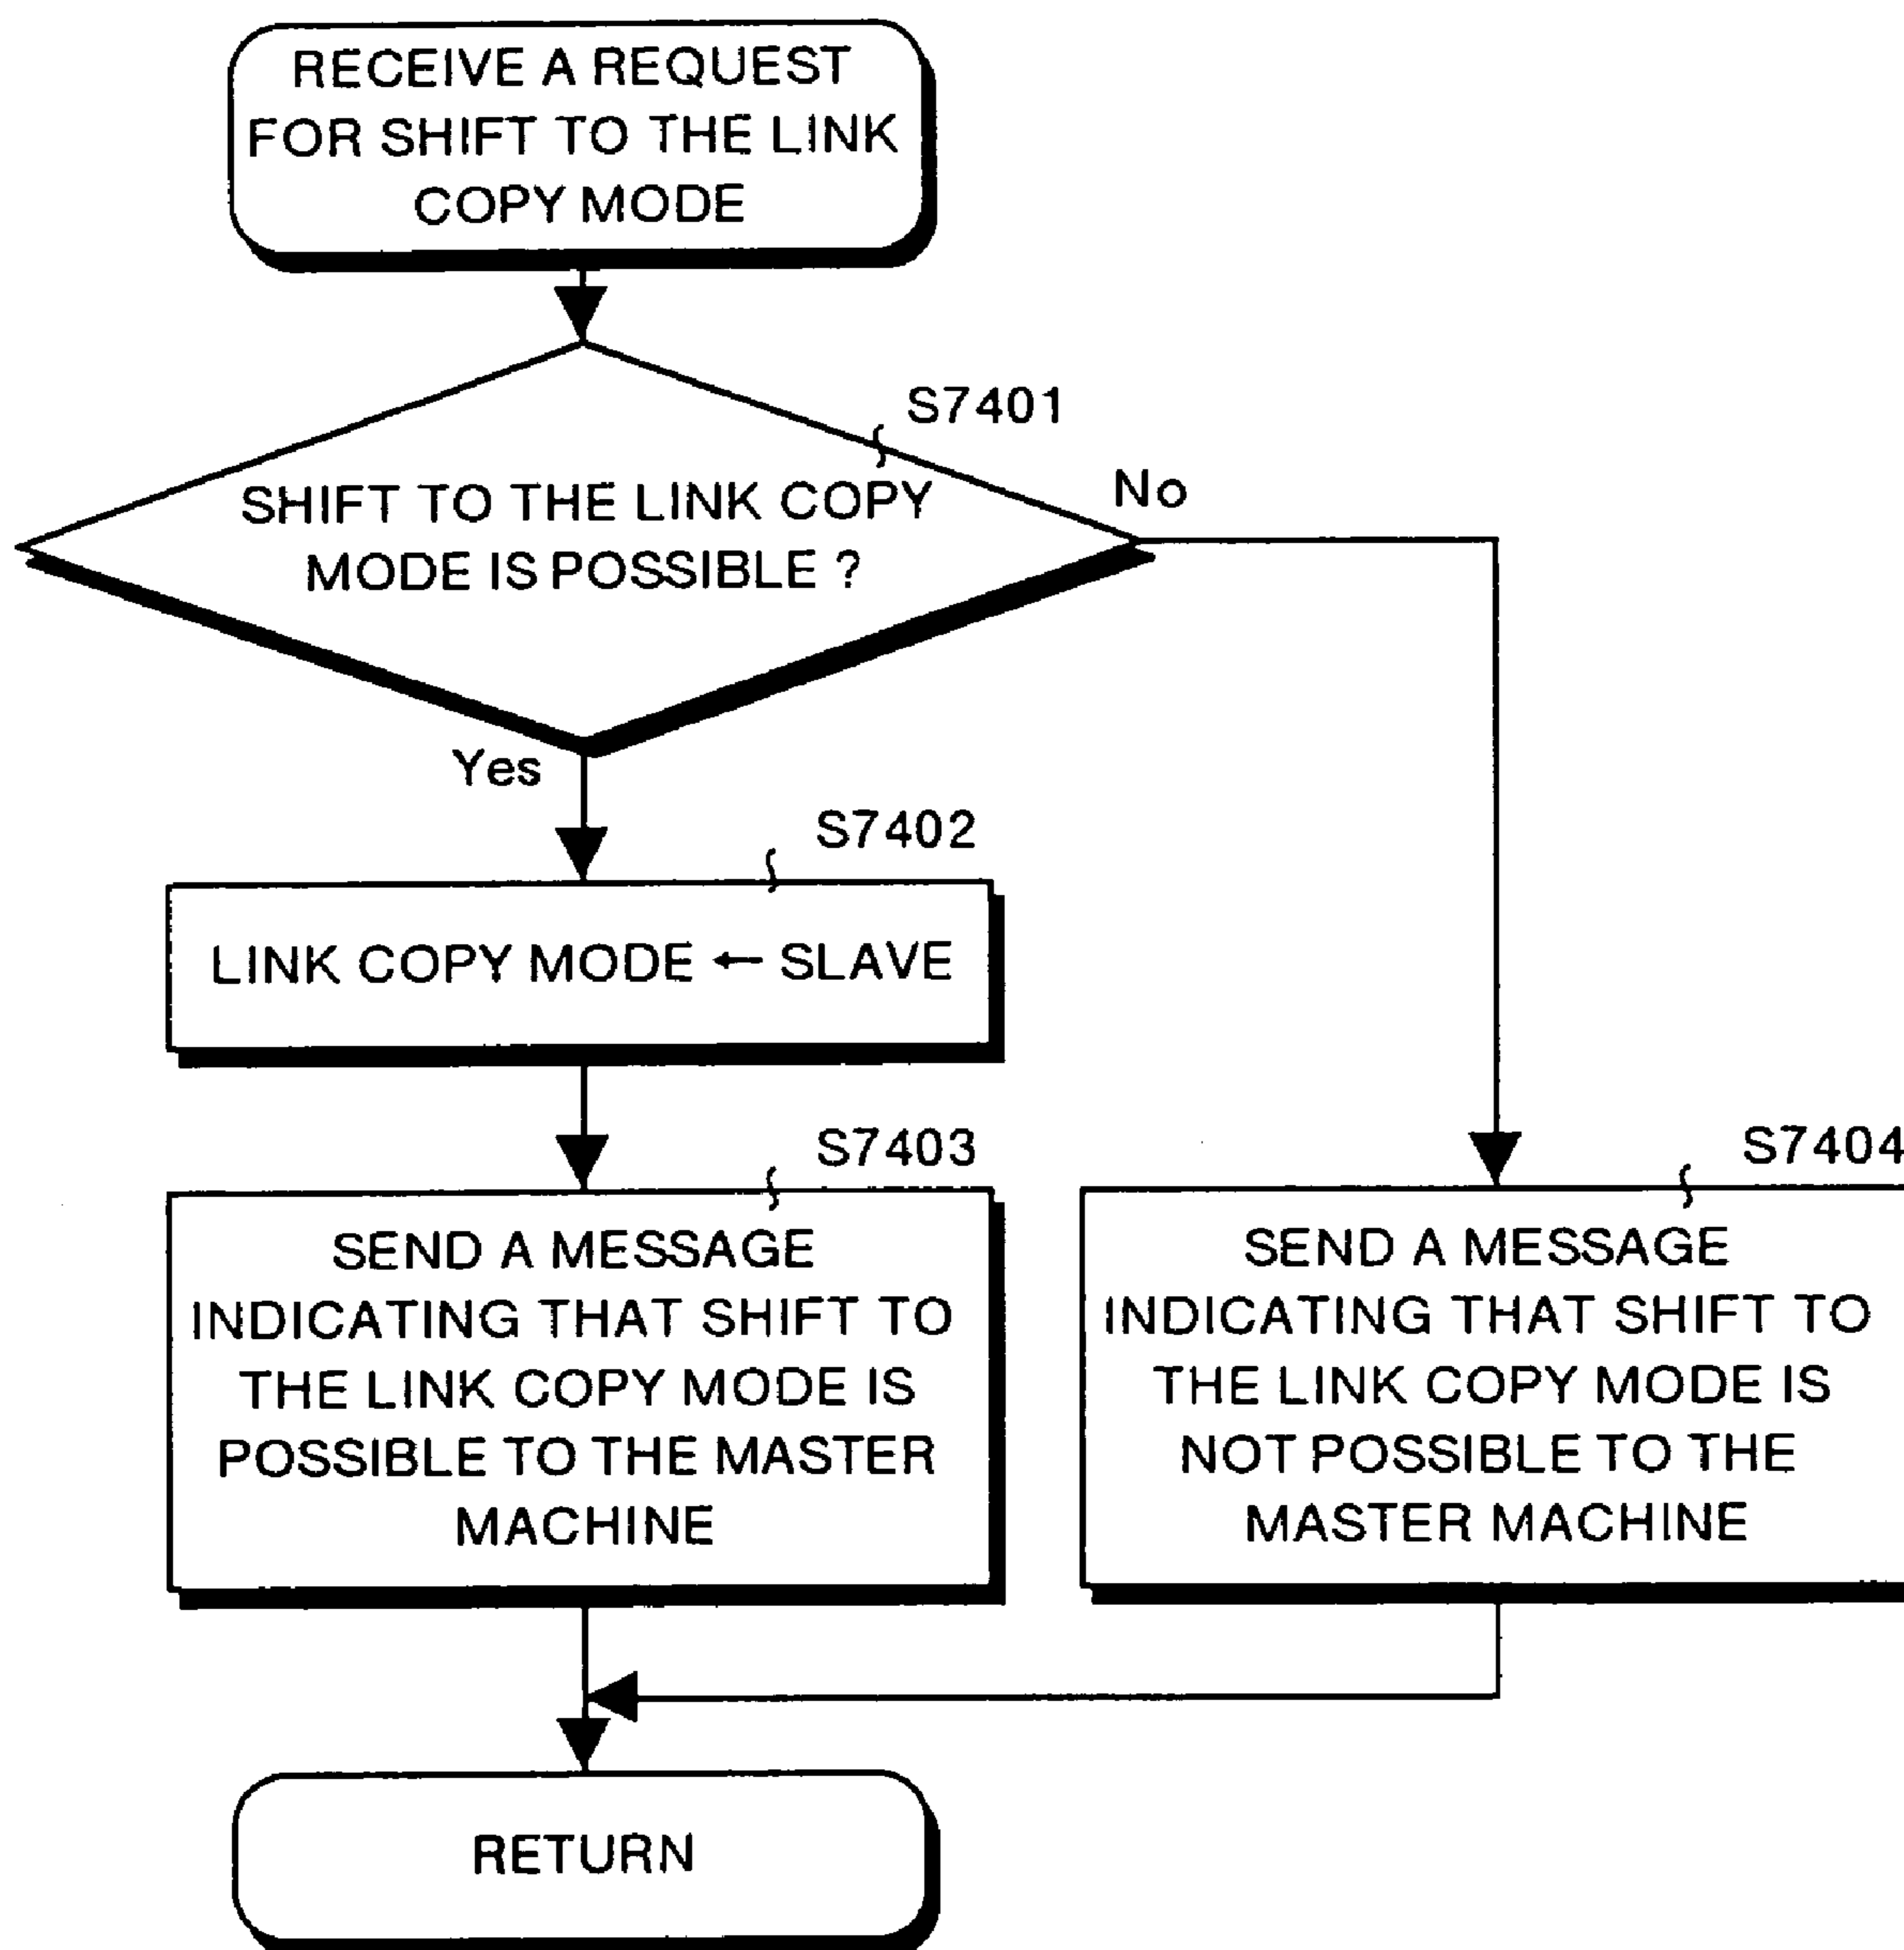 RECEIVE A REQUEST
FOR SHIFT TO THE LINK
COPY MODE
S7401
SHIFT TO THE LINK COPY
MODE IS POSSIBLE ?
No
Yes
S7402
LINK COPY MODE ← SLAVE
S7403
SEND A MESSAGE
INDICATING THAT SHIFT TO
THE LINK COPY MODE IS
POSSIBLE TO THE MASTER
MACHINE
S7404
SEND A MESSAGE
INDICATING THAT SHIFT TO
THE LINK COPY MODE IS
NOT POSSIBLE TO THE
MASTER MACHINE
RETURN